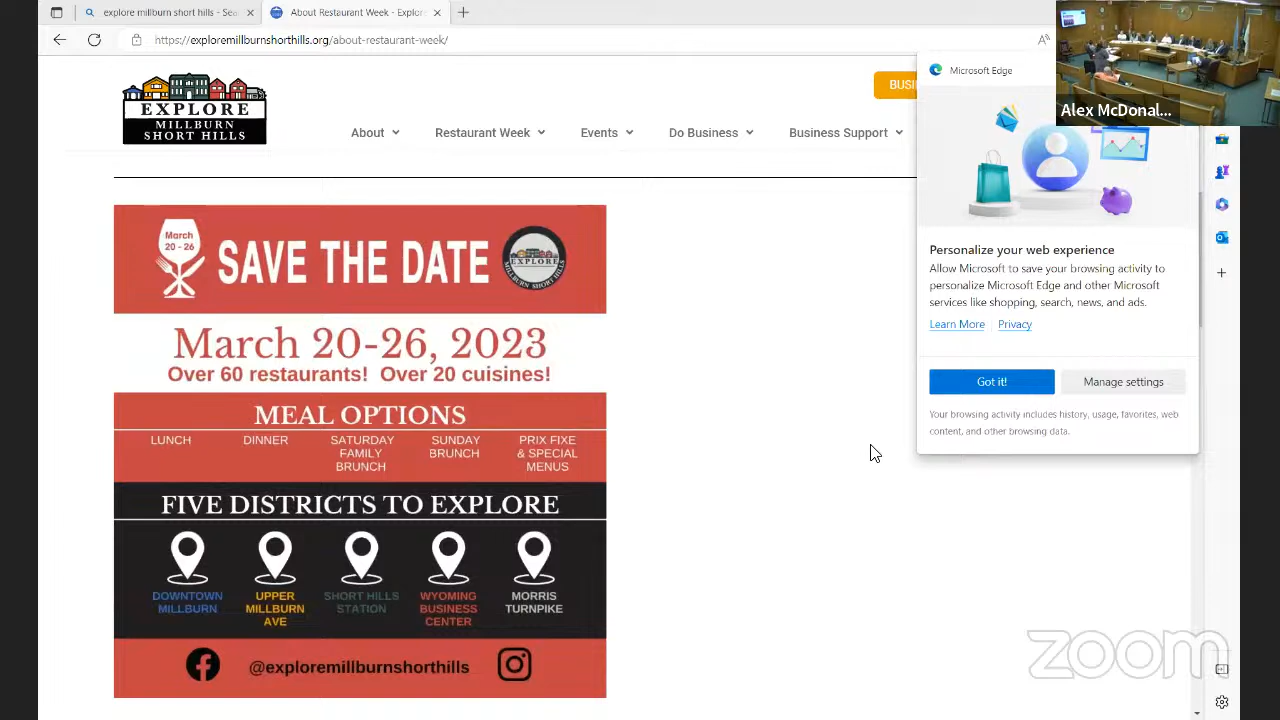 explore millburn short hills - Se
About Restaurant Week - Explor
https://exploremillburnshorthills.org/about-restaurant-week/
Alex McDonal...
EXPLORE
MILLBURN
SHORT HILLS
BUSI
About
Restaurant Week
Events
Do Business
Business Support
Microsoft Edge
Personalize your web experience
Allow Microsoft to save your browsing activity to
personalize Microsoft Edge and other Microsoft
services like shopping, search, news, and ads.
Learn More Privacy
Got it! Manage settings
Your browsing activity includes history, usage, favorites, web
content, and other browsing data.
March
20 - 26
SAVE THE DATE
EXPLORE
March 20-26, 2023
Over 60 restaurants! Over 20 cuisines!
MEAL OPTIONS
LUNCH
DINNER
SATURDAY
FAMILY
BRUNCH
SUNDAY
BRUNCH
PRIX FIXE
& SPECIAL
MENUS
FIVE DISTRICTS TO EXPLORE
DOWNTOWN
MILLBURN
UPPER
MILLBURN
AVE
SHORT HILLS
STATION
WYOMING
BUSINESS
CENTER
MORRIS
TURNPIKE
@exploremillburnshorthills
zoom